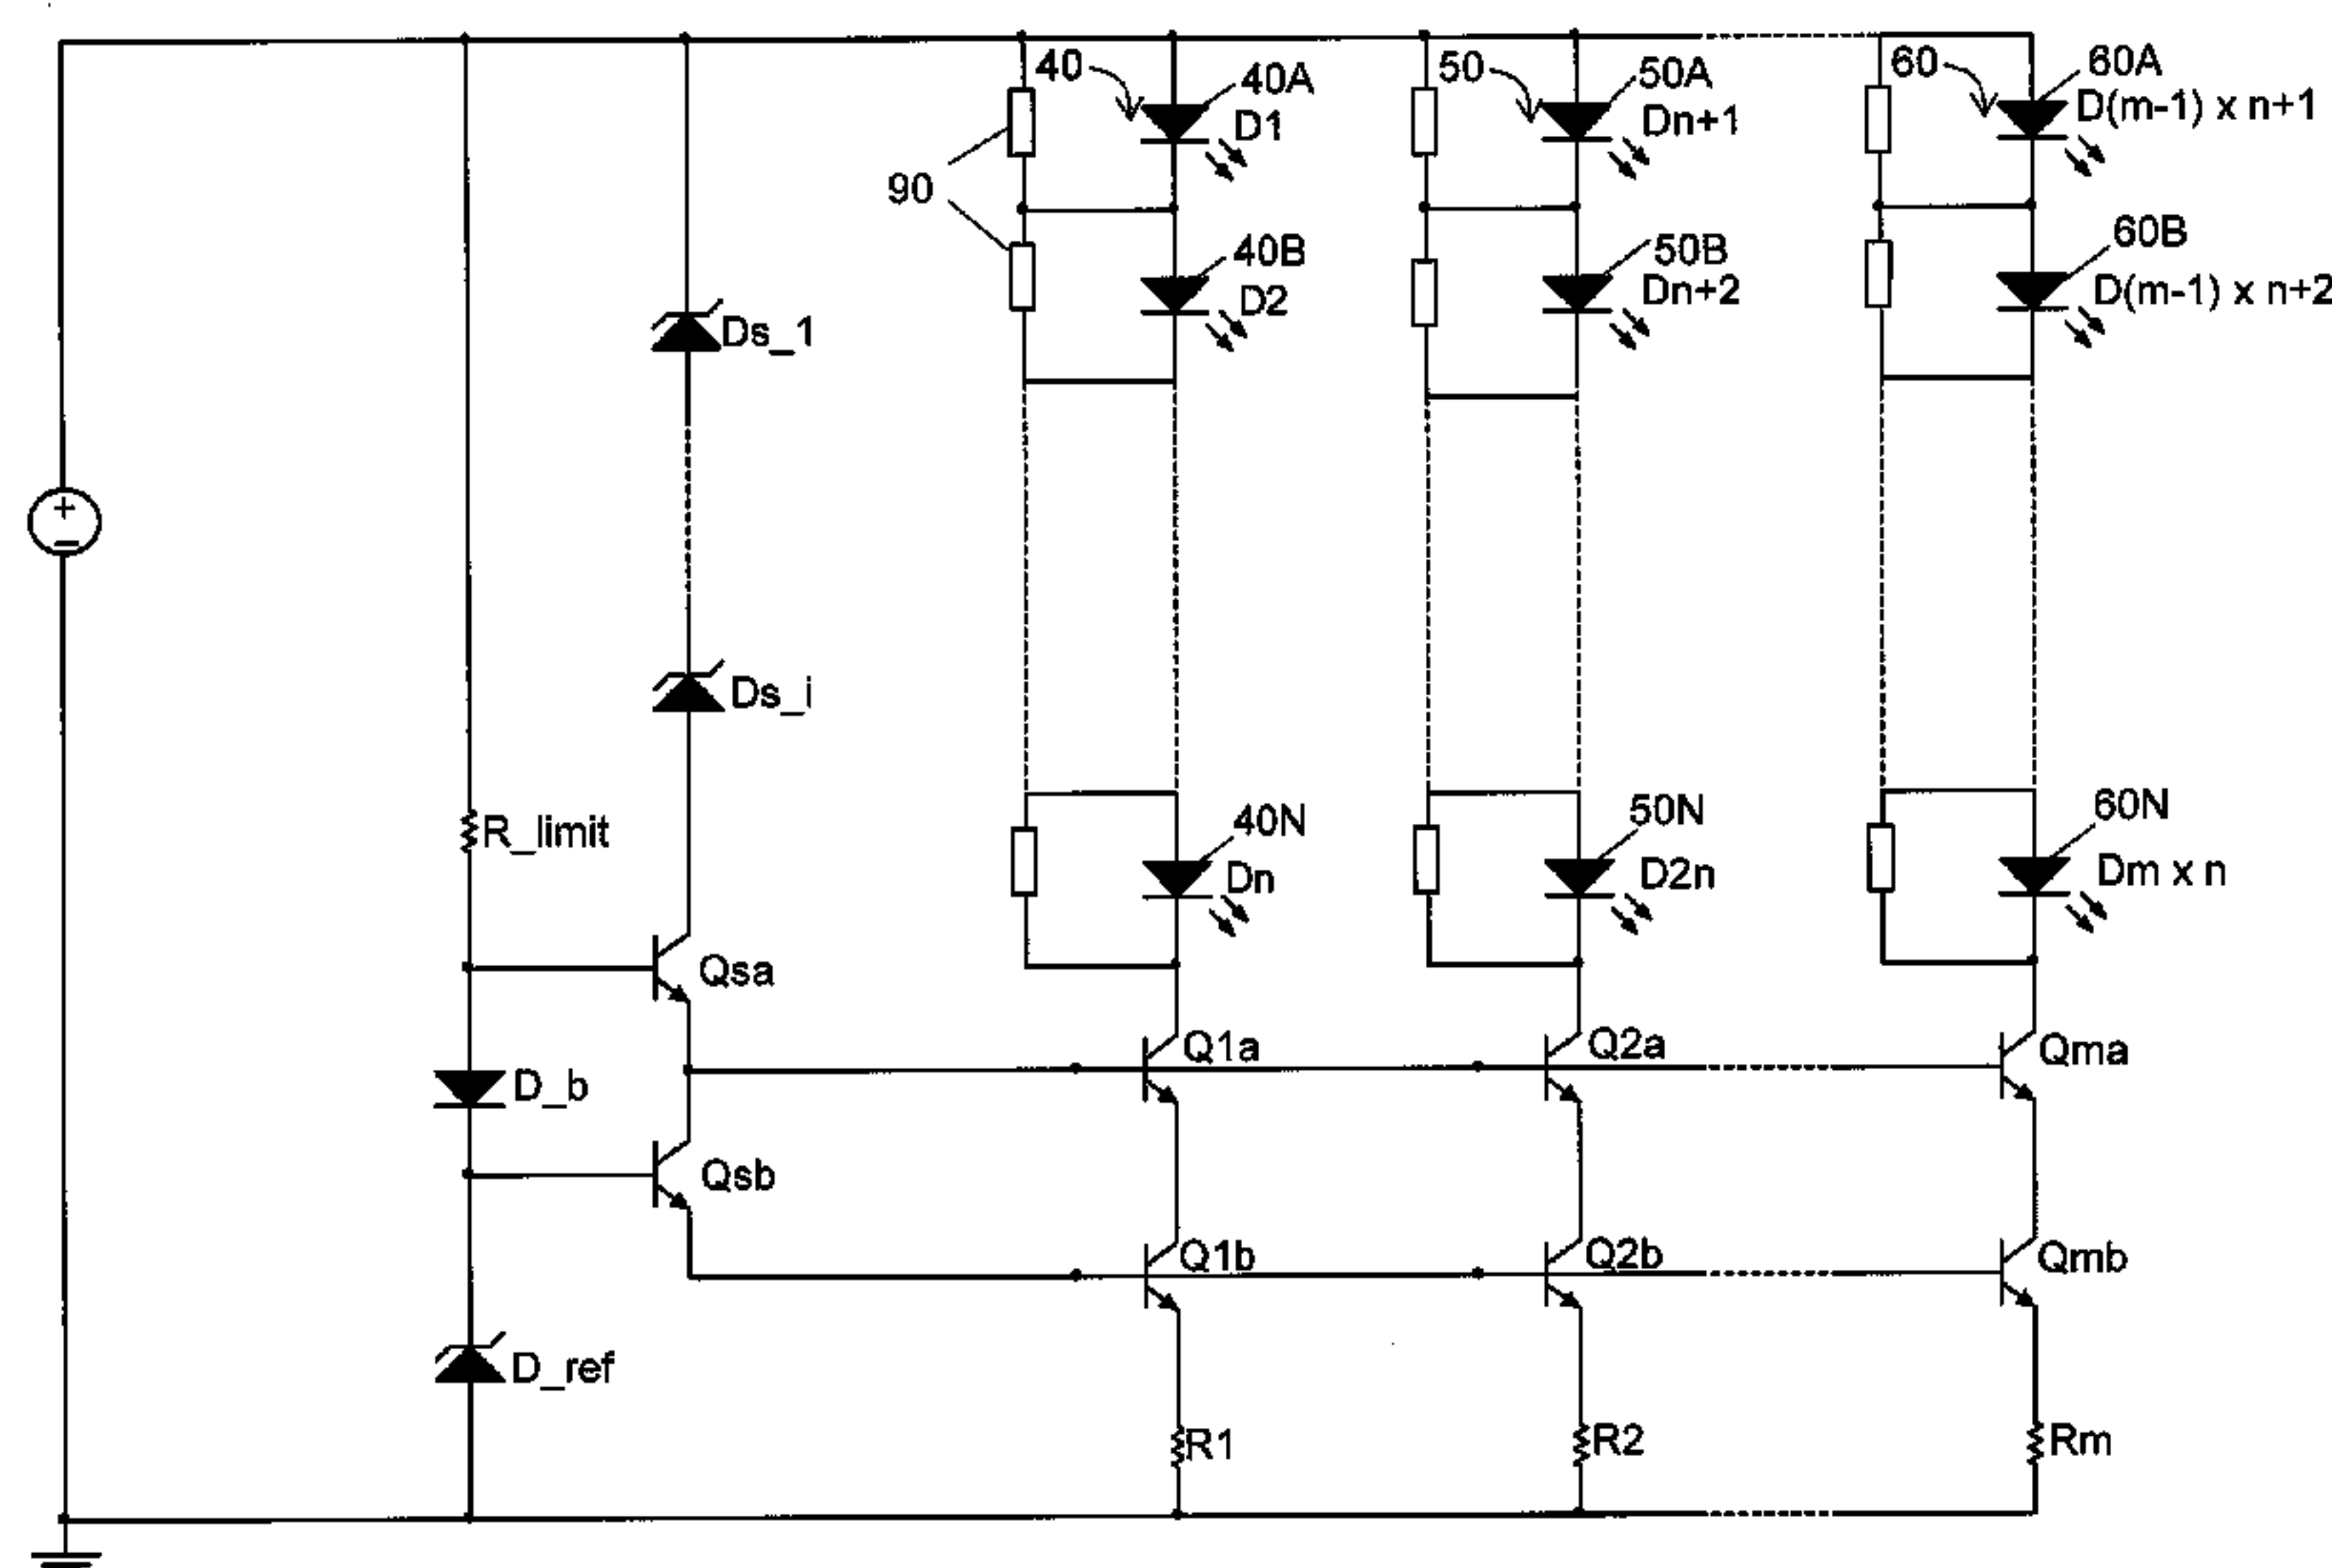 40
40A
D1
50
50A
Dn+1
60
60A
D(m-1) x n+1
90
40B
D2
50B
Dn+2
60B
D(m-1) x n+2
Ds_1
+
−
Ds_i
R_limit
40N
Dn
50N
D2n
60N
Dm x n
Qsa
Q1a
Q2a
Qma
D_b
Qsb
Q1b
Q2b
Qmb
D_ref
R1
R2
Rm